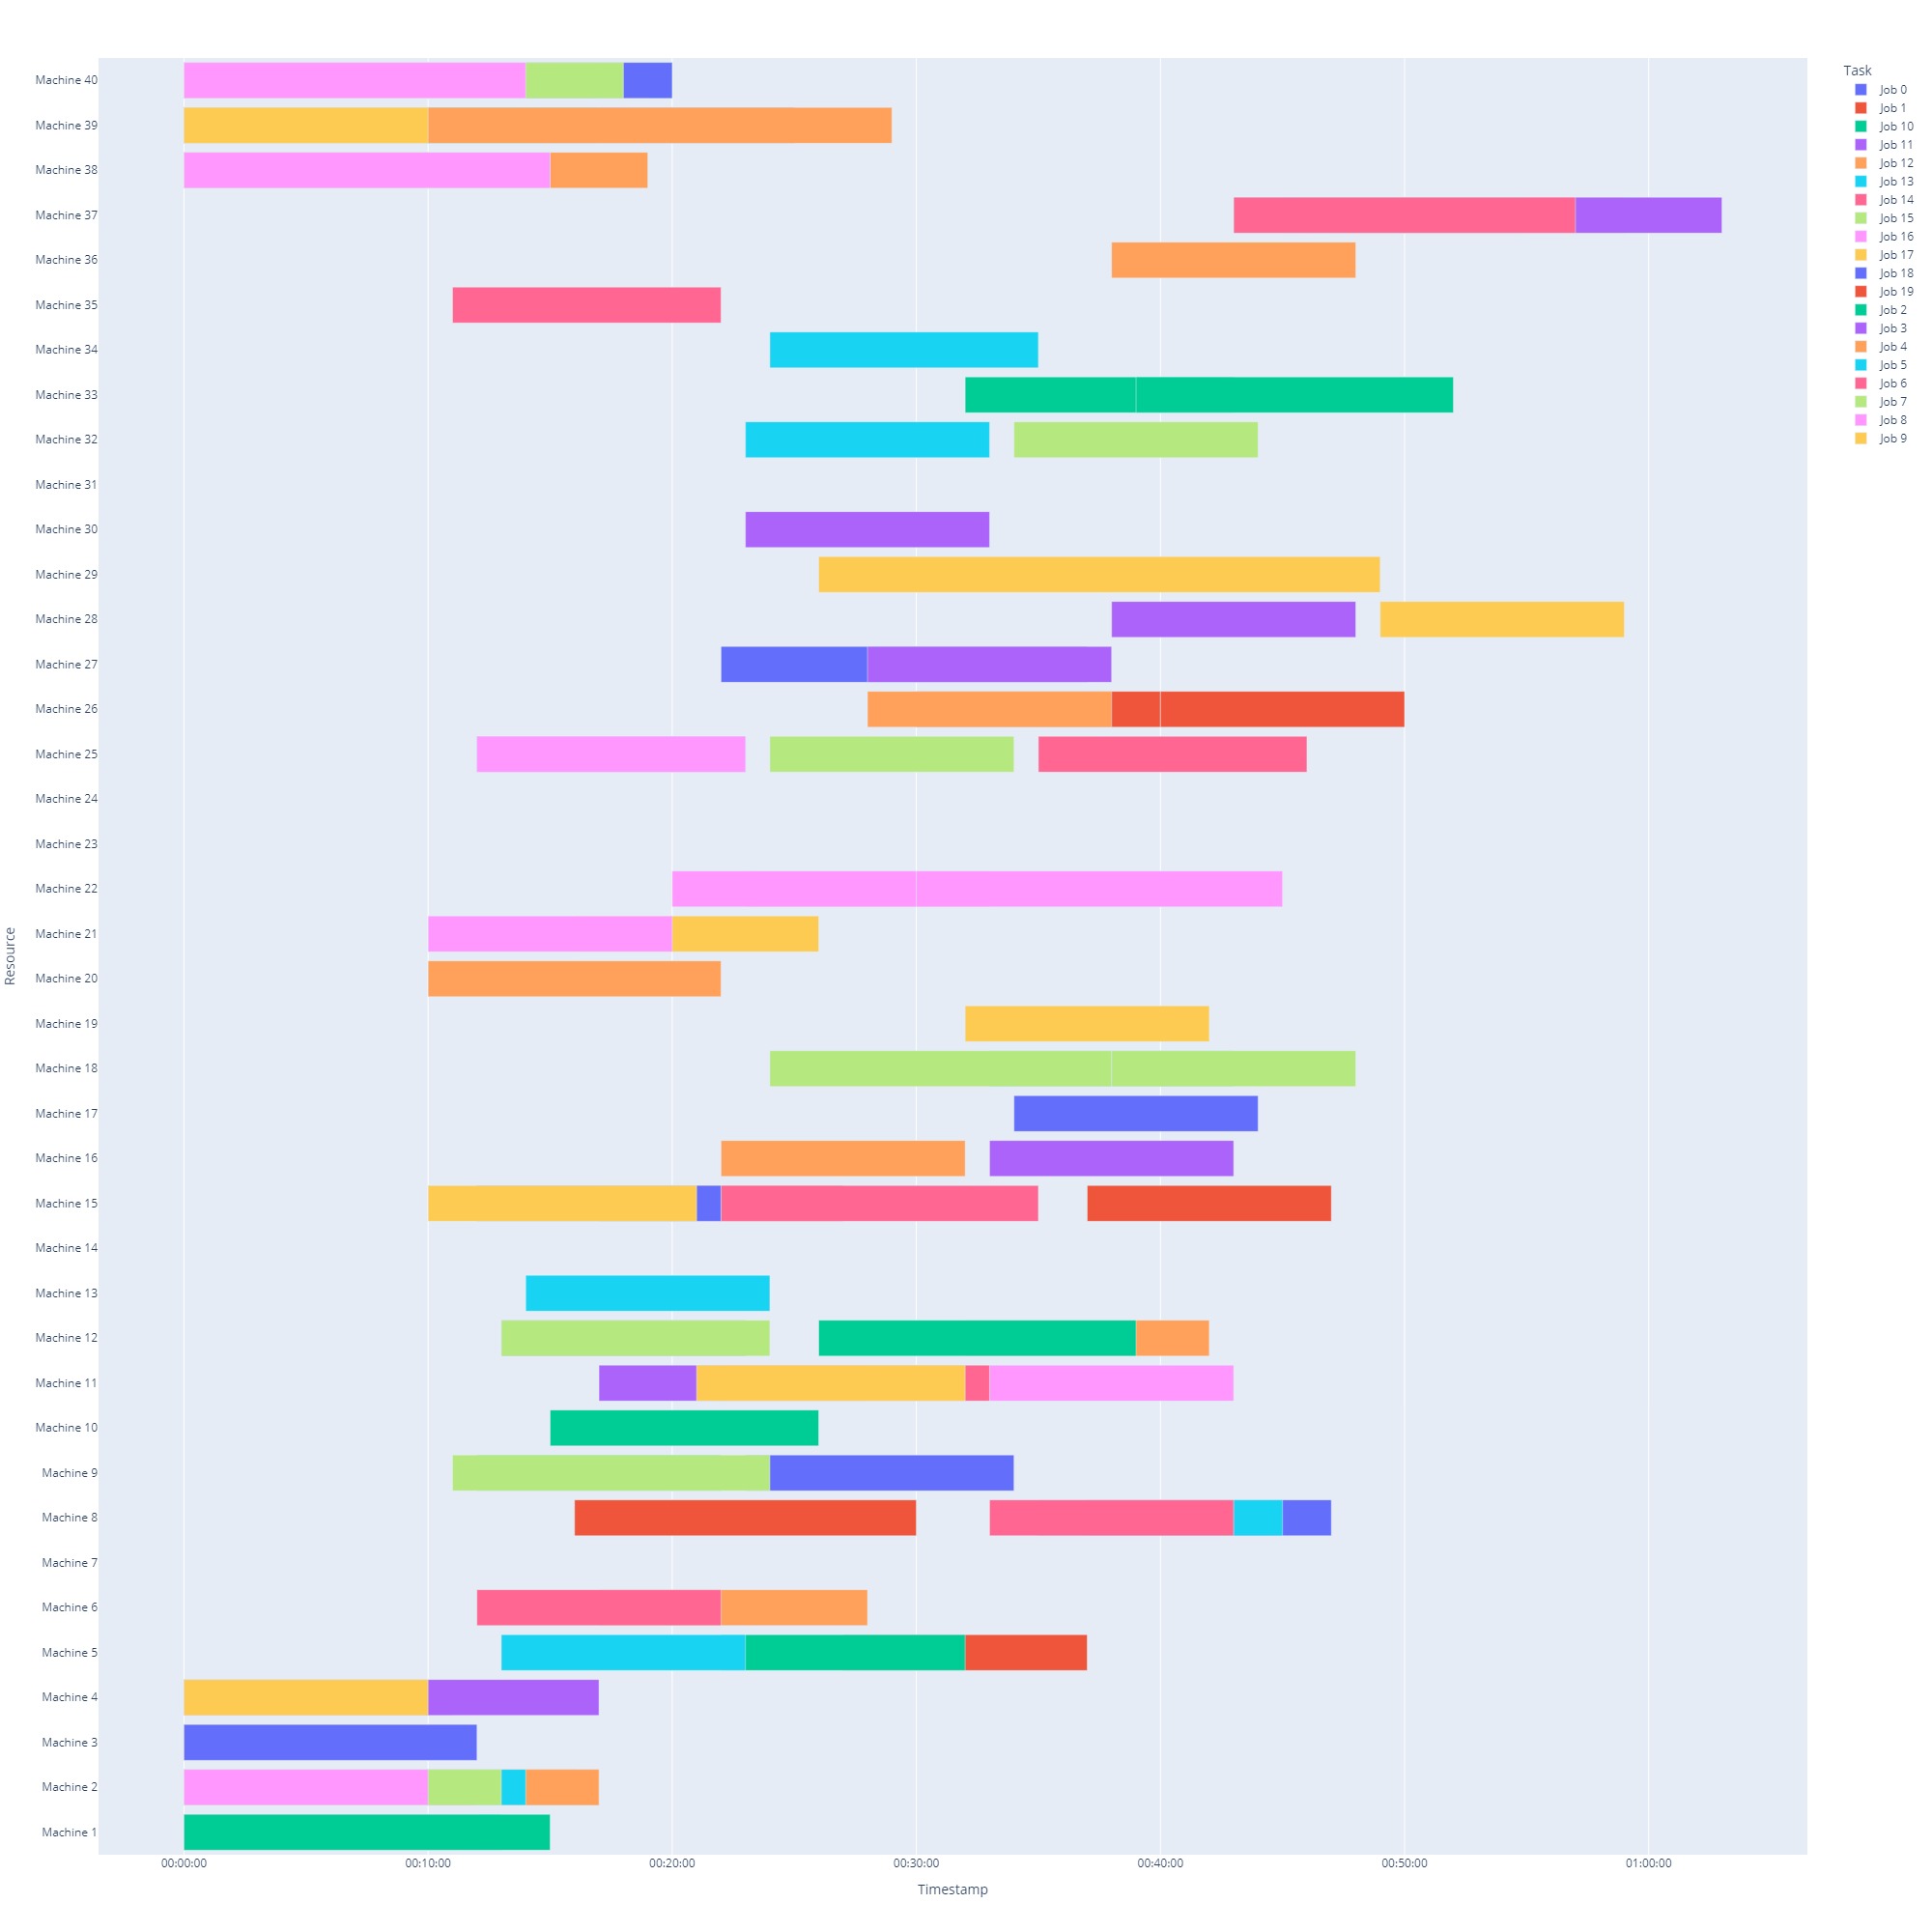 Machine 40
Machine 39
Machine 38
Machine 37
Machine 36
Machine 35
Machine 34
Machine 33
Machine 32
Machine 31
Machine 30
Machine 29
Machine 28
Machine 27
Machine 26
Machine 25
Machine 24
Machine 23
Machine 22
Machine 21
Machine 20
Machine 19
Machine 18
Machine 17
Machine 16
Machine 15
Machine 14
Machine 13
Machine 12
Machine 11
Machine 10
Machine 9
Machine 8
Machine 7
Machine 6
Machine 5
Machine 4
Machine 3
Machine 2
Machine 1
Resource
00:00:00
00:10:00
00:20:00
00:30:00
00:40:00
00:50:00
01:00:00
Timestamp
Task
Job 0
Job 1
Job 10
Job 11
Job 12
Job 13
Job 14
Job 15
Job 16
Job 17
Job 18
Job 19
Job 2
Job 3
Job 4
Job 5
Job 6
Job 7
Job 8
Job 9